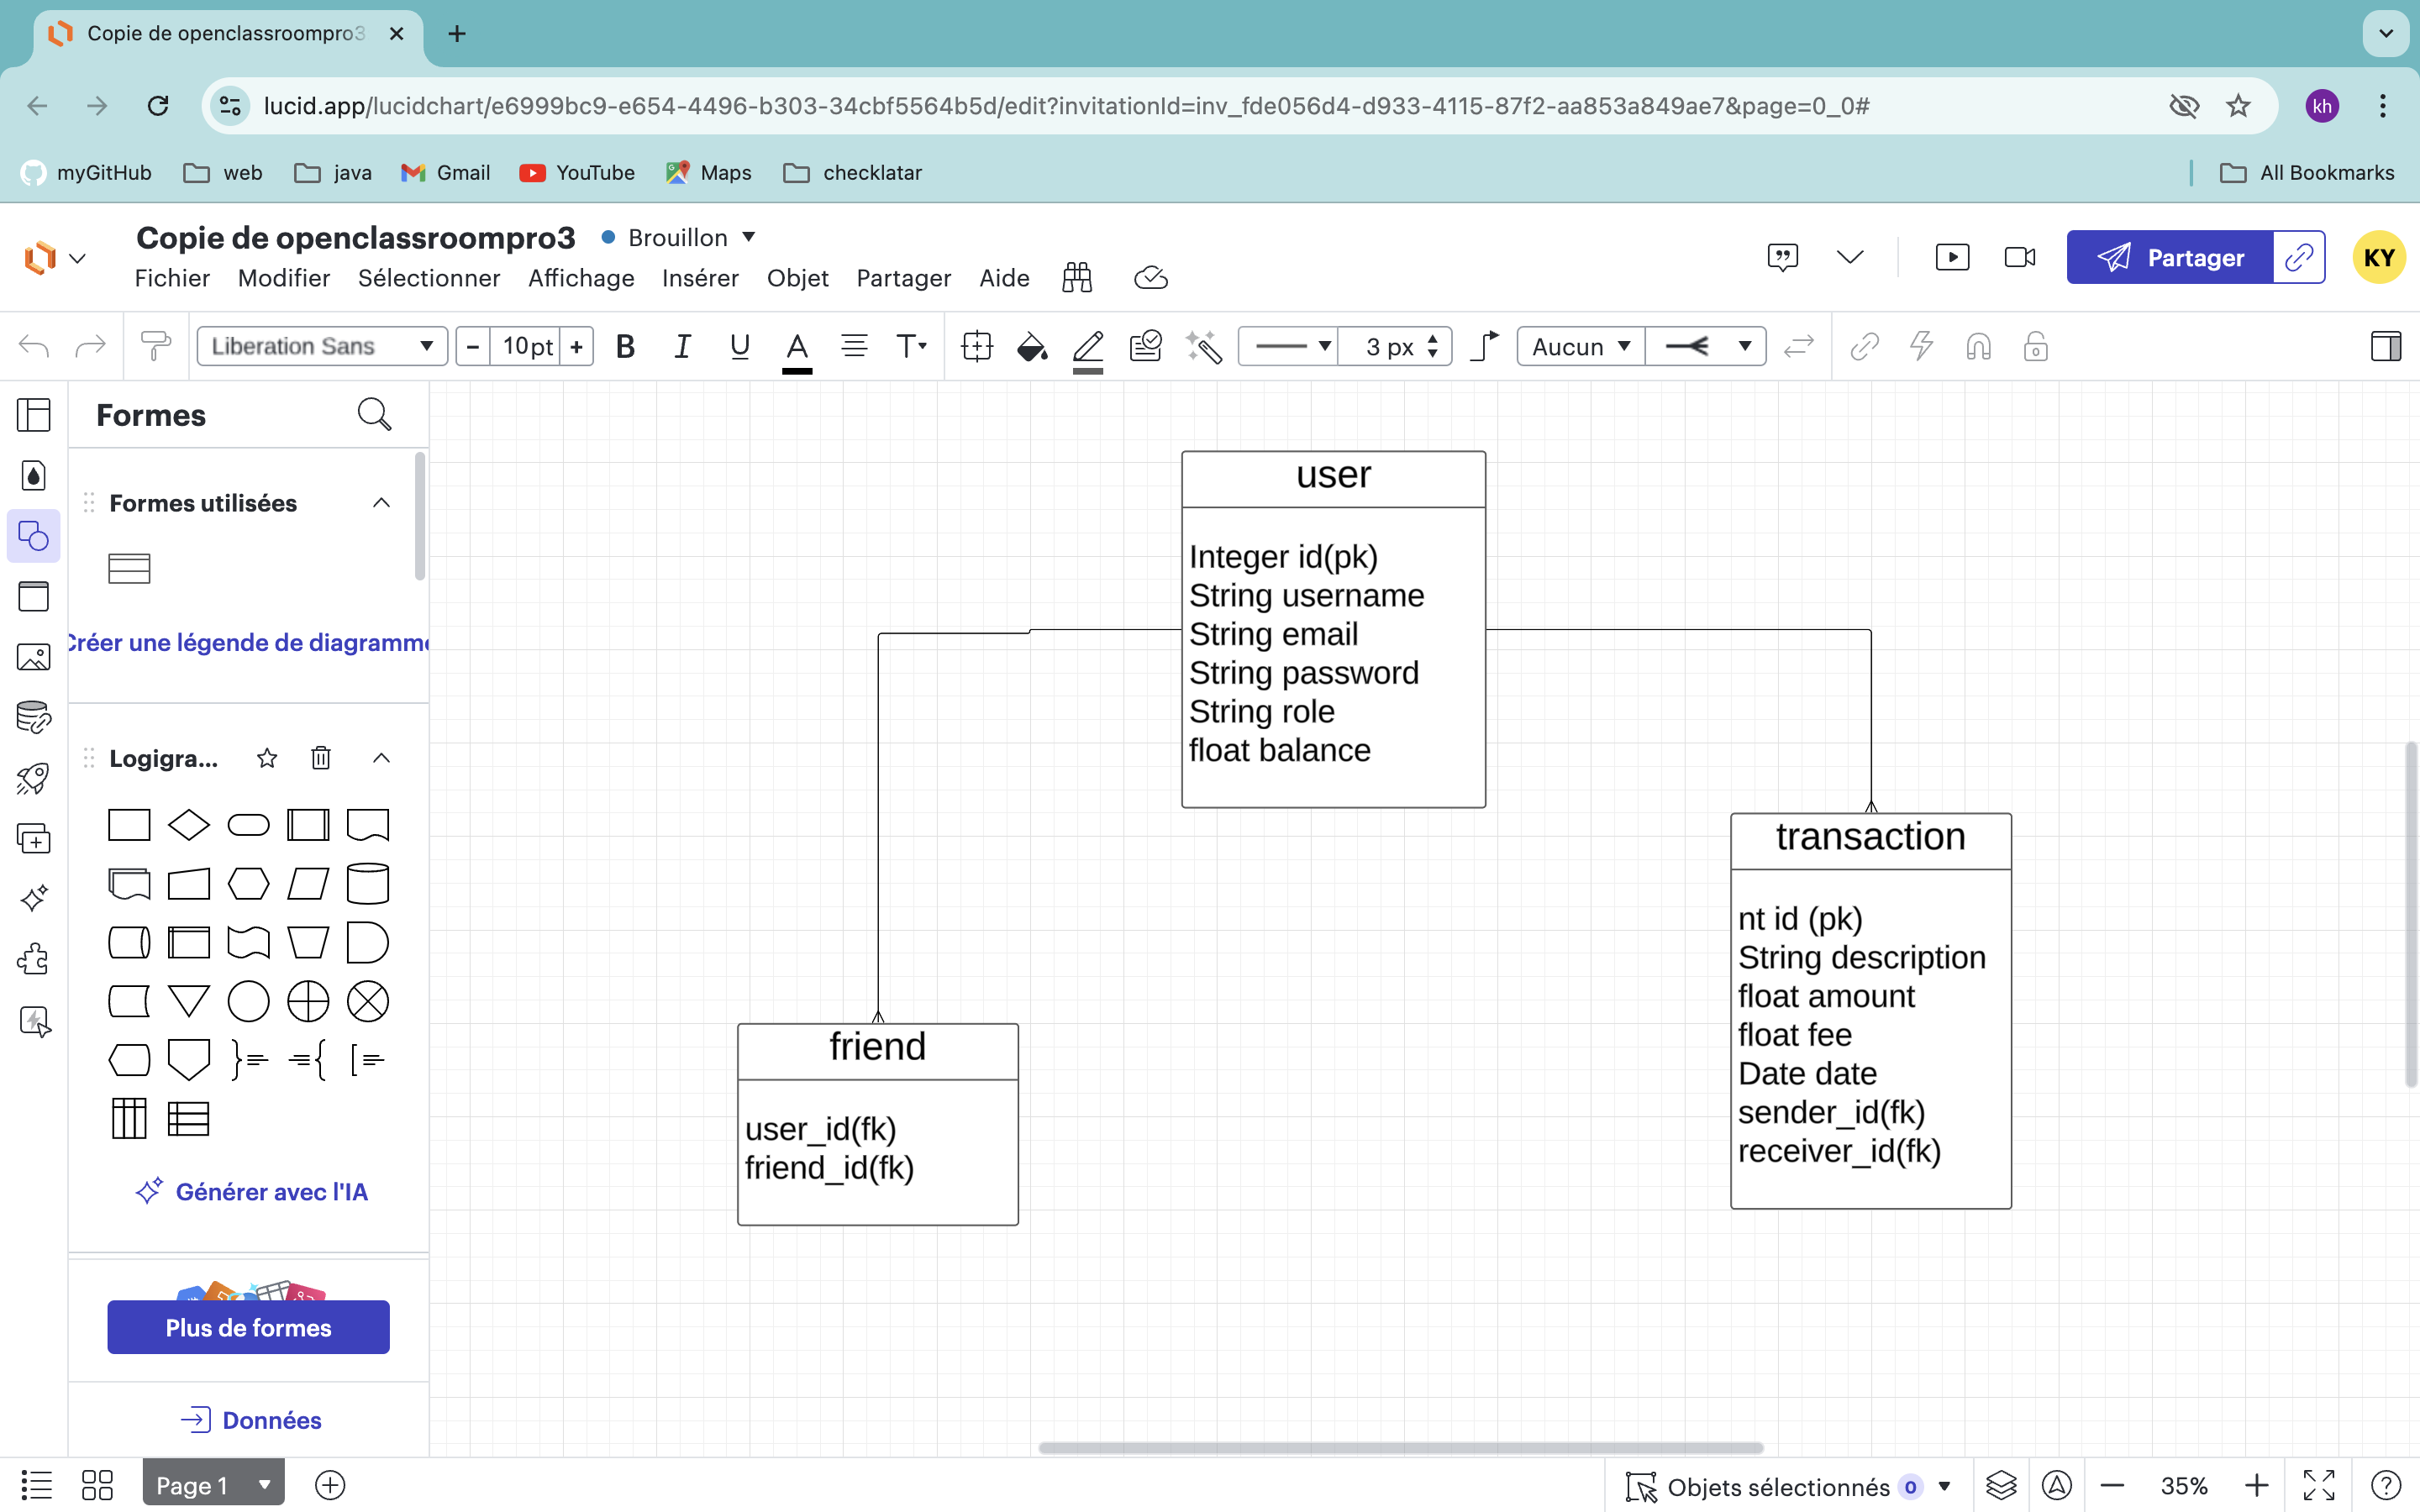 Copie de openclassroompro3
lucid.app/lucidchart/e6999bc9-e654-4496-b303-34cbf5564b5d/edit?invitationId=inv_fde056d4-d933-4115-87f2-aa853a849ae7&page=0_0#
kh
myGitHub
web
java
Gmail
YouTube
Maps
checklatar
All Bookmarks
Copie de openclassroompro3
Brouillon
Fichier
Modifier
Sélectionner
Affichage
Insérer
Objet
Partager
Aide
Partager
KY
Liberation Sans
10pt
3 px
Aucun
Formes
Formes utilisées
Créer une légende de diagramme
Logigra...
Générer avec l'IA
Plus de formes
Données
user
Integer id(pk)
String username
String email
String password
String role
float balance
friend
user_id(fk)
friend_id(fk)
transaction
nt id (pk)
String description
float amount
float fee
Date date
sender_id(fk)
receiver_id(fk)
Page 1
Objets sélectionnés 0
35%